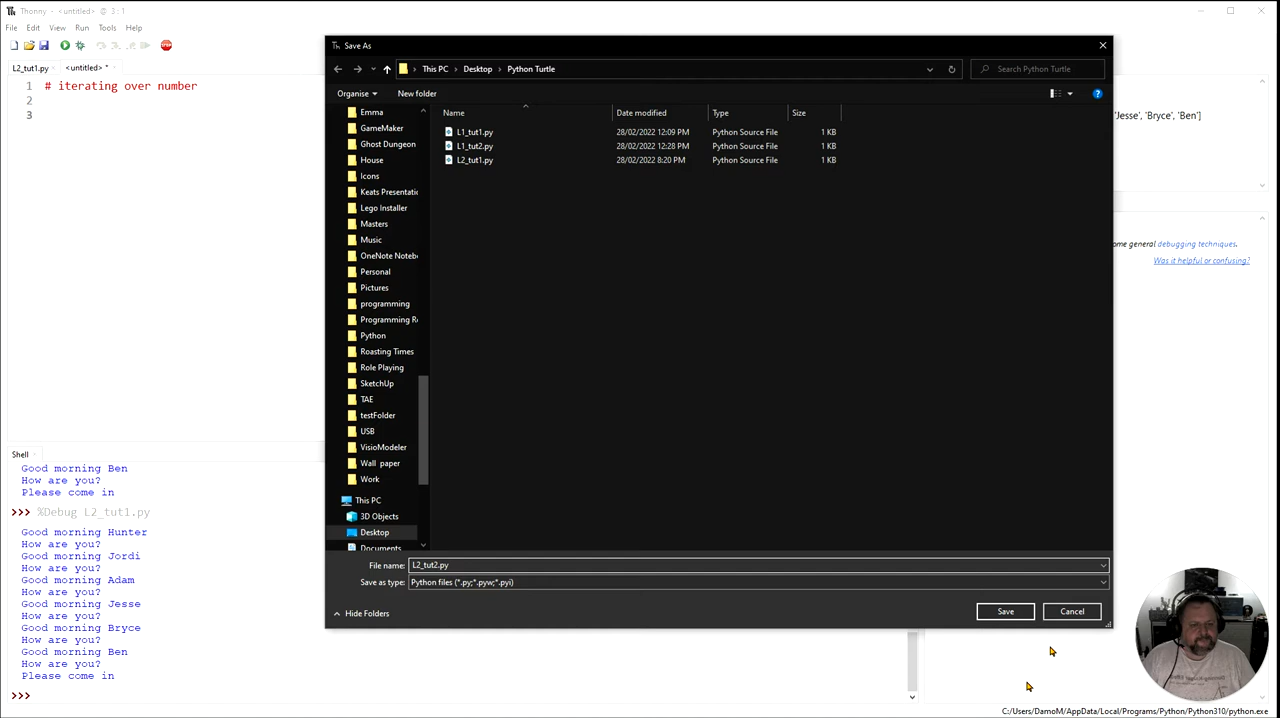 Thonny - <untitled> @ 3 : 1
File Edit View Run Tools Help
L2_tut1.py
<untitled> *
1 # iterating over number
2
3
Save As
This PC > Desktop > Python Turtle
Search Python Turtle
Organise New folder
Emma
GameMaker
Ghost Dungeon
House
Icons
Keats Presentatio
Lego Installer
Masters
Music
OneNote Notebo
Personal
Pictures
programming
Programming Re
Python
Roasting Times
Role Playing
SketchUp
TAE
testFolder
USB
VisioModeler
Wall paper
Work
This PC
3D Objects
Desktop
Documents
Name Date modified Type Size
L1_tut1.py 28/02/2022 12:09 PM Python Source File 1 KB
L1_tut2.py 28/02/2022 12:28 PM Python Source File 1 KB
L2_tut1.py 28/02/2022 8:20 PM Python Source File 1 KB
File name: L2_tut2.py
Save as type: Python files (*.py;*.pyw;*.pyi)
Hide Folders
Save Cancel
'Jesse', 'Bryce', 'Ben']
ome general debugging techniques.
Was it helpful or confusing?
Shell
Good morning Ben
How are you?
Please come in
>>> %Debug L2_tut1.py
Good morning Hunter
How are you?
Good morning Jordi
How are you?
Good morning Adam
How are you?
Good morning Jesse
How are you?
Good morning Bryce
How are you?
Good morning Ben
How are you?
Please come in
>>>
C:/Users/DamoM/AppData/Local/Programs/Python/Python310/python.exe